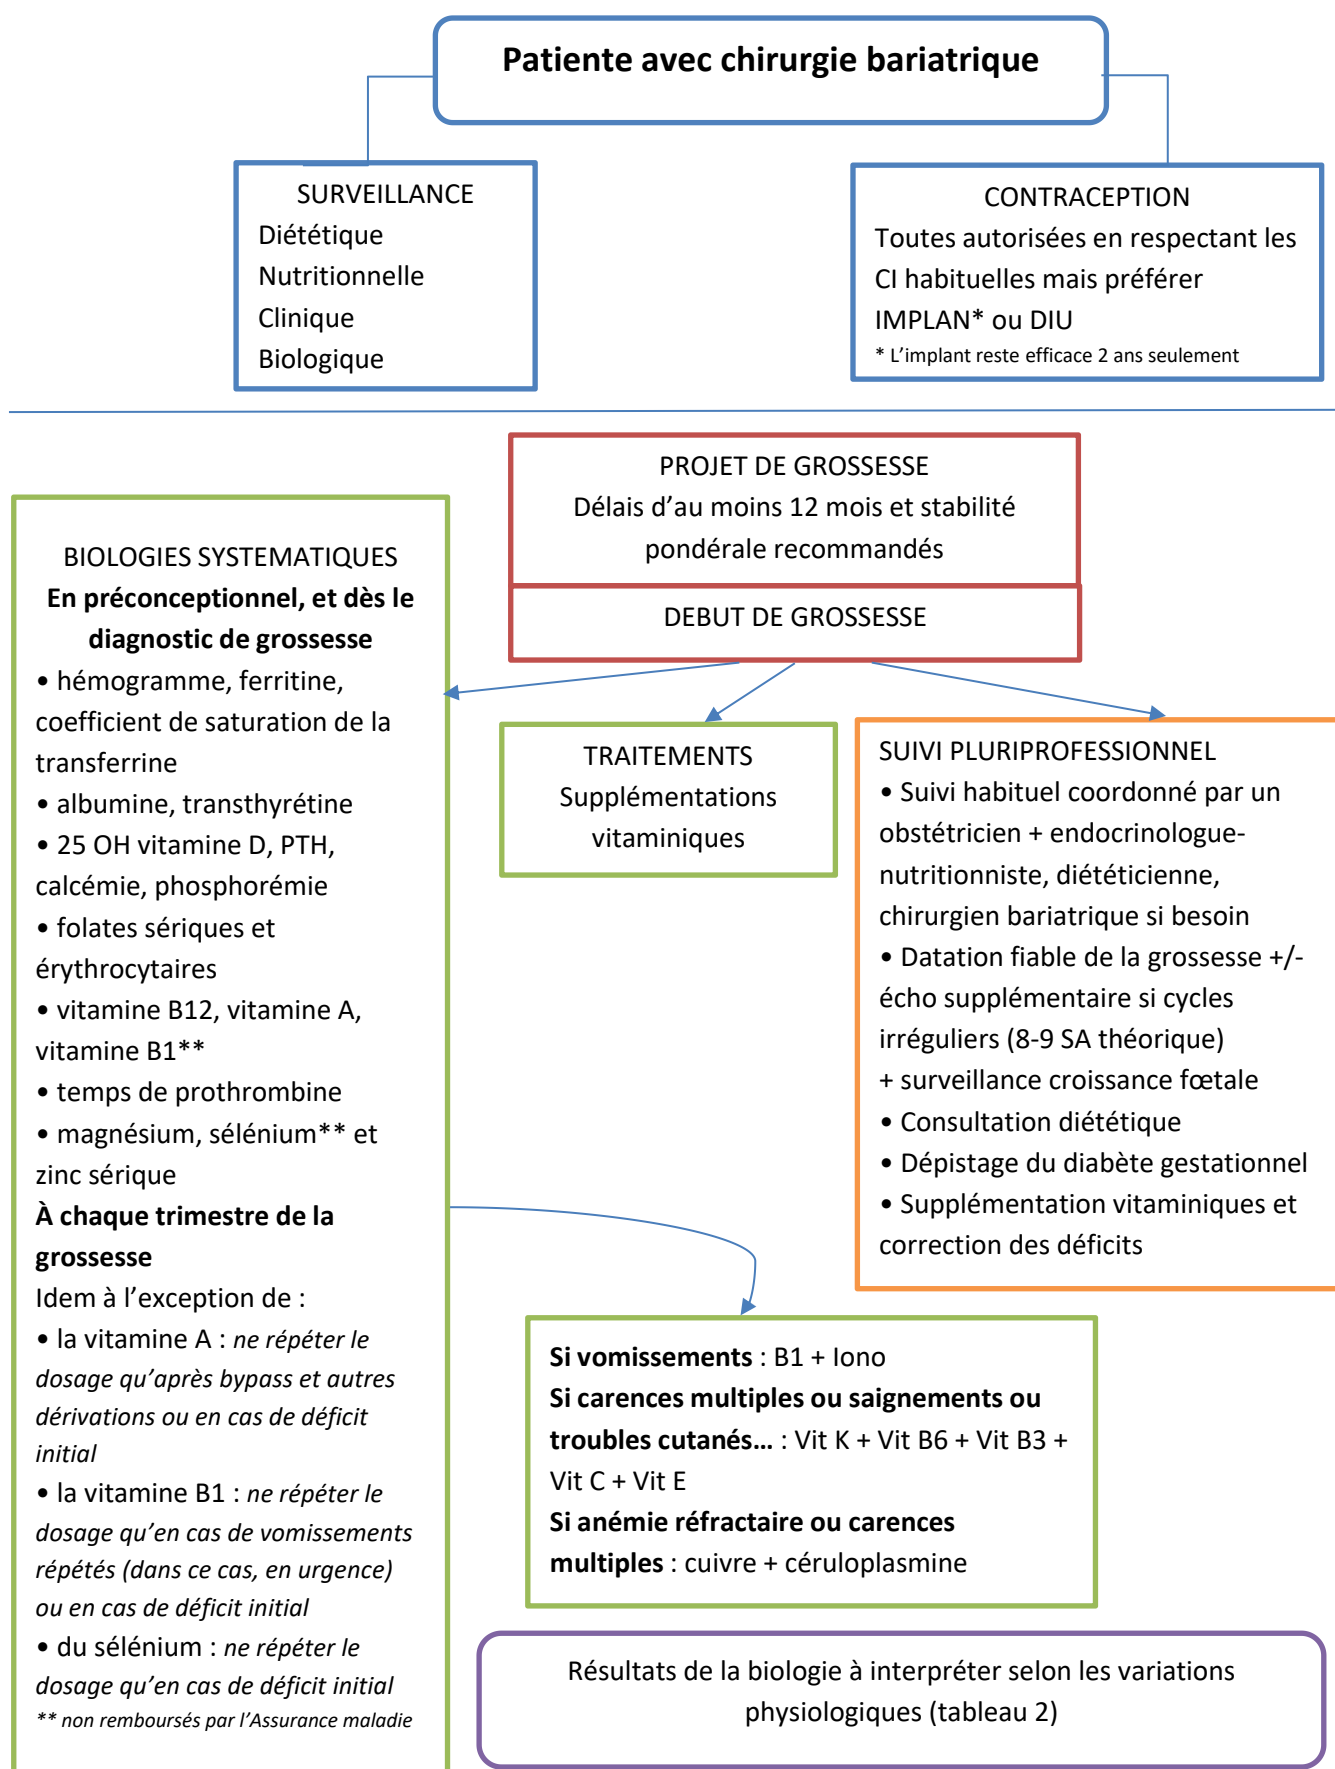 Patiente avec chirurgie bariatrique
SURVEILLANCE
Diététique
Nutritionnelle
Clinique
Biologique
CONTRACEPTION
Toutes autorisées en respectant les
CI habituelles mais préférer
IMPLAN* ou DIU
* L'implant reste efficace 2 ans seulement
PROJET DE GROSSESSE
Délais d'au moins 12 mois et stabilité
pondérale recommandés
DEBUT DE GROSSESSE
BIOLOGIES SYSTEMATIQUES
En préconceptionnel, et dès le
diagnostic de grossesse
• hémogramme, ferritine,
coefficient de saturation de la
transferrine
• albumine, transthyrétine
• 25 OH vitamine D, PTH,
calcémie, phosphorémie
• folates sériques et
érythrocytaires
• vitamine B12, vitamine A,
vitamine B1**
• temps de prothrombine
• magnésium, sélénium** et
zinc sérique
À chaque trimestre de la
grossesse
Idem à l'exception de :
• la vitamine A : ne répéter le
dosage qu'après bypass et autres
dérivations ou en cas de déficit
initial
• la vitamine B1 : ne répéter le
dosage qu'en cas de vomissements
répétés (dans ce cas, en urgence)
ou en cas de déficit initial
• du sélénium : ne répéter le
dosage qu'en cas de déficit initial
** non remboursés par l'Assurance maladie
TRAITEMENTS
Supplémentations
vitaminiques
SUIVI PLURIPROFESSIONNEL
• Suivi habituel coordonné par un
obstétricien + endocrinologue-
nutritionniste, diététicienne,
chirurgien bariatrique si besoin
• Datation fiable de la grossesse +/-
écho supplémentaire si cycles
irréguliers (8-9 SA théorique)
+ surveillance croissance fœtale
• Consultation diététique
• Dépistage du diabète gestationnel
• Supplémentation vitaminiques et
correction des déficits
Si vomissements : B1 + Iono
Si carences multiples ou saignements ou
troubles cutanés… : Vit K + Vit B6 + Vit B3 +
Vit C + Vit E
Si anémie réfractaire ou carences
multiples : cuivre + céruloplasmine
Résultats de la biologie à interpréter selon les variations
physiologiques (tableau 2)